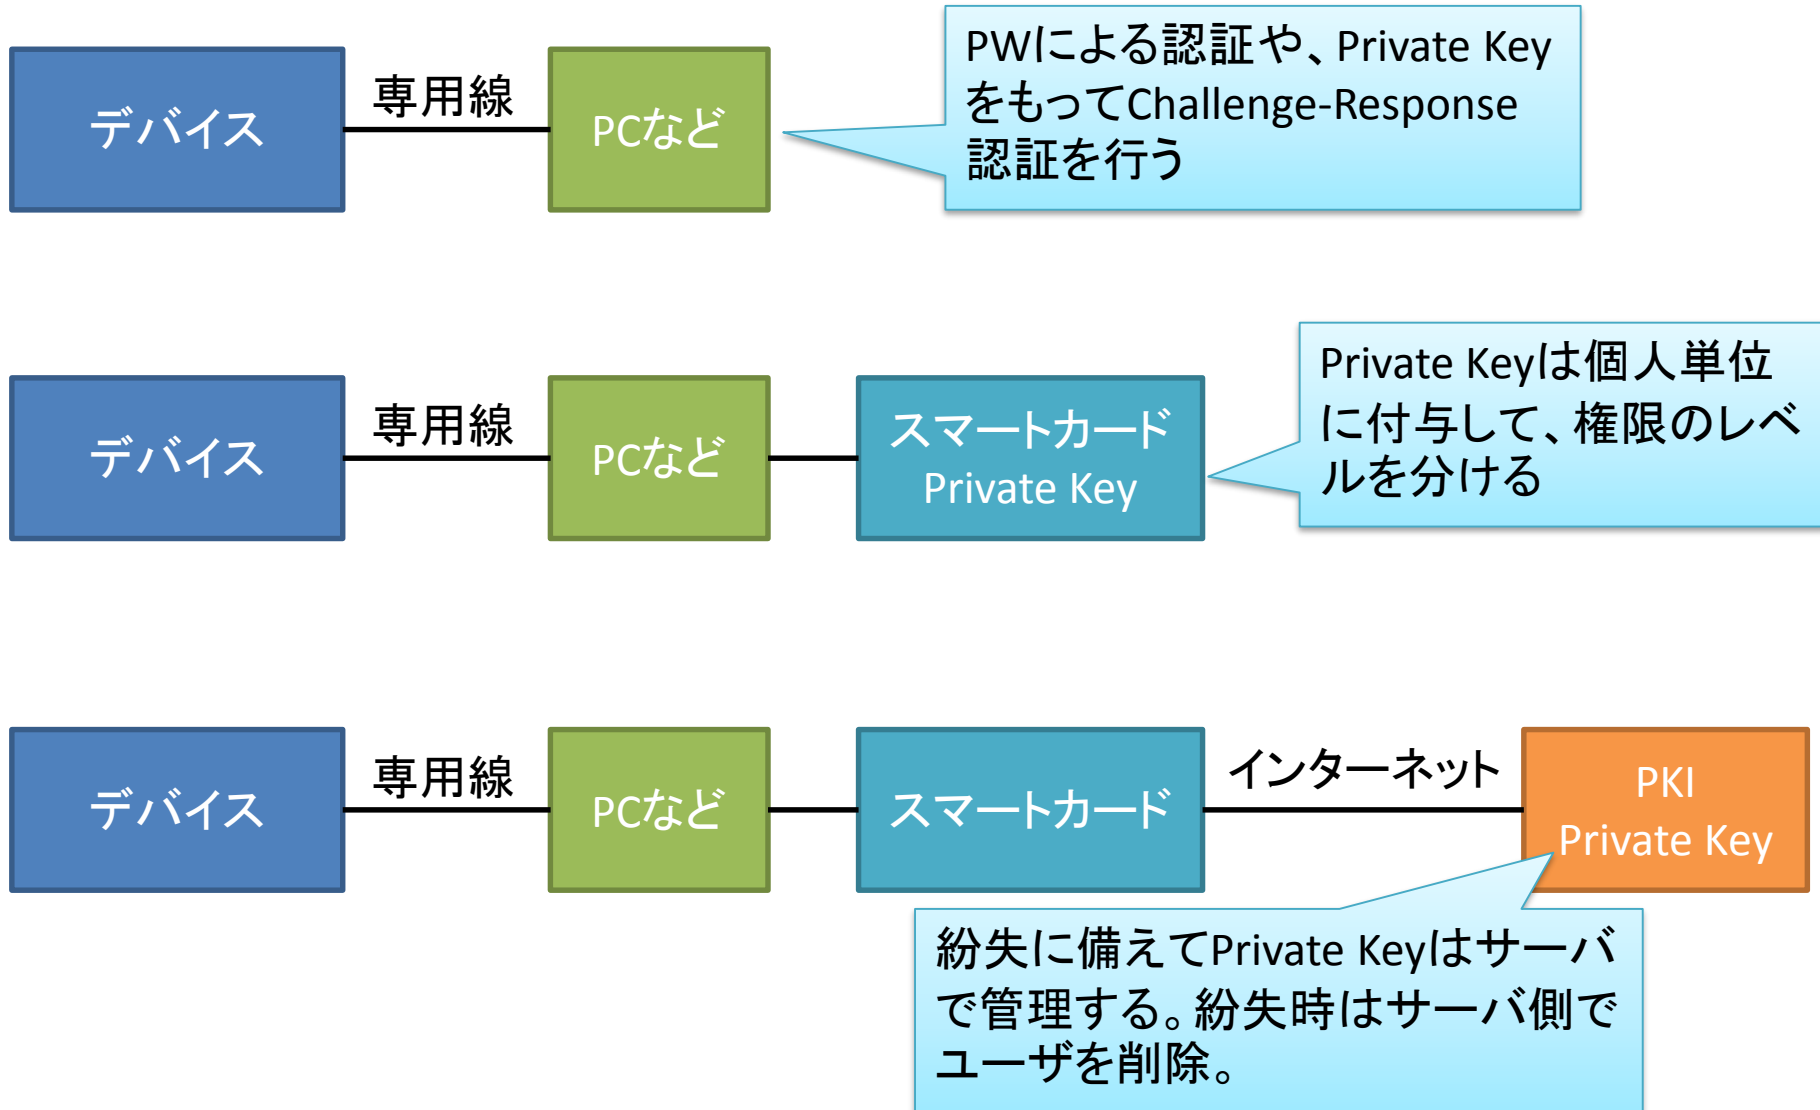 デバイス
専用線
PCなど
PWによる認証や、Private Key
をもってChallenge-Response
認証を行う
デバイス
専用線
PCなど
スマートカード
Private Key
Private Keyは個人単位
に付与して、権限のレベ
ルを分ける
デバイス
専用線
PCなど
スマートカード
インターネット
PKI
Private Key
紛失に備えてPrivate Keyはサーバ
で管理する。紛失時はサーバ側で
ユーザを削除。